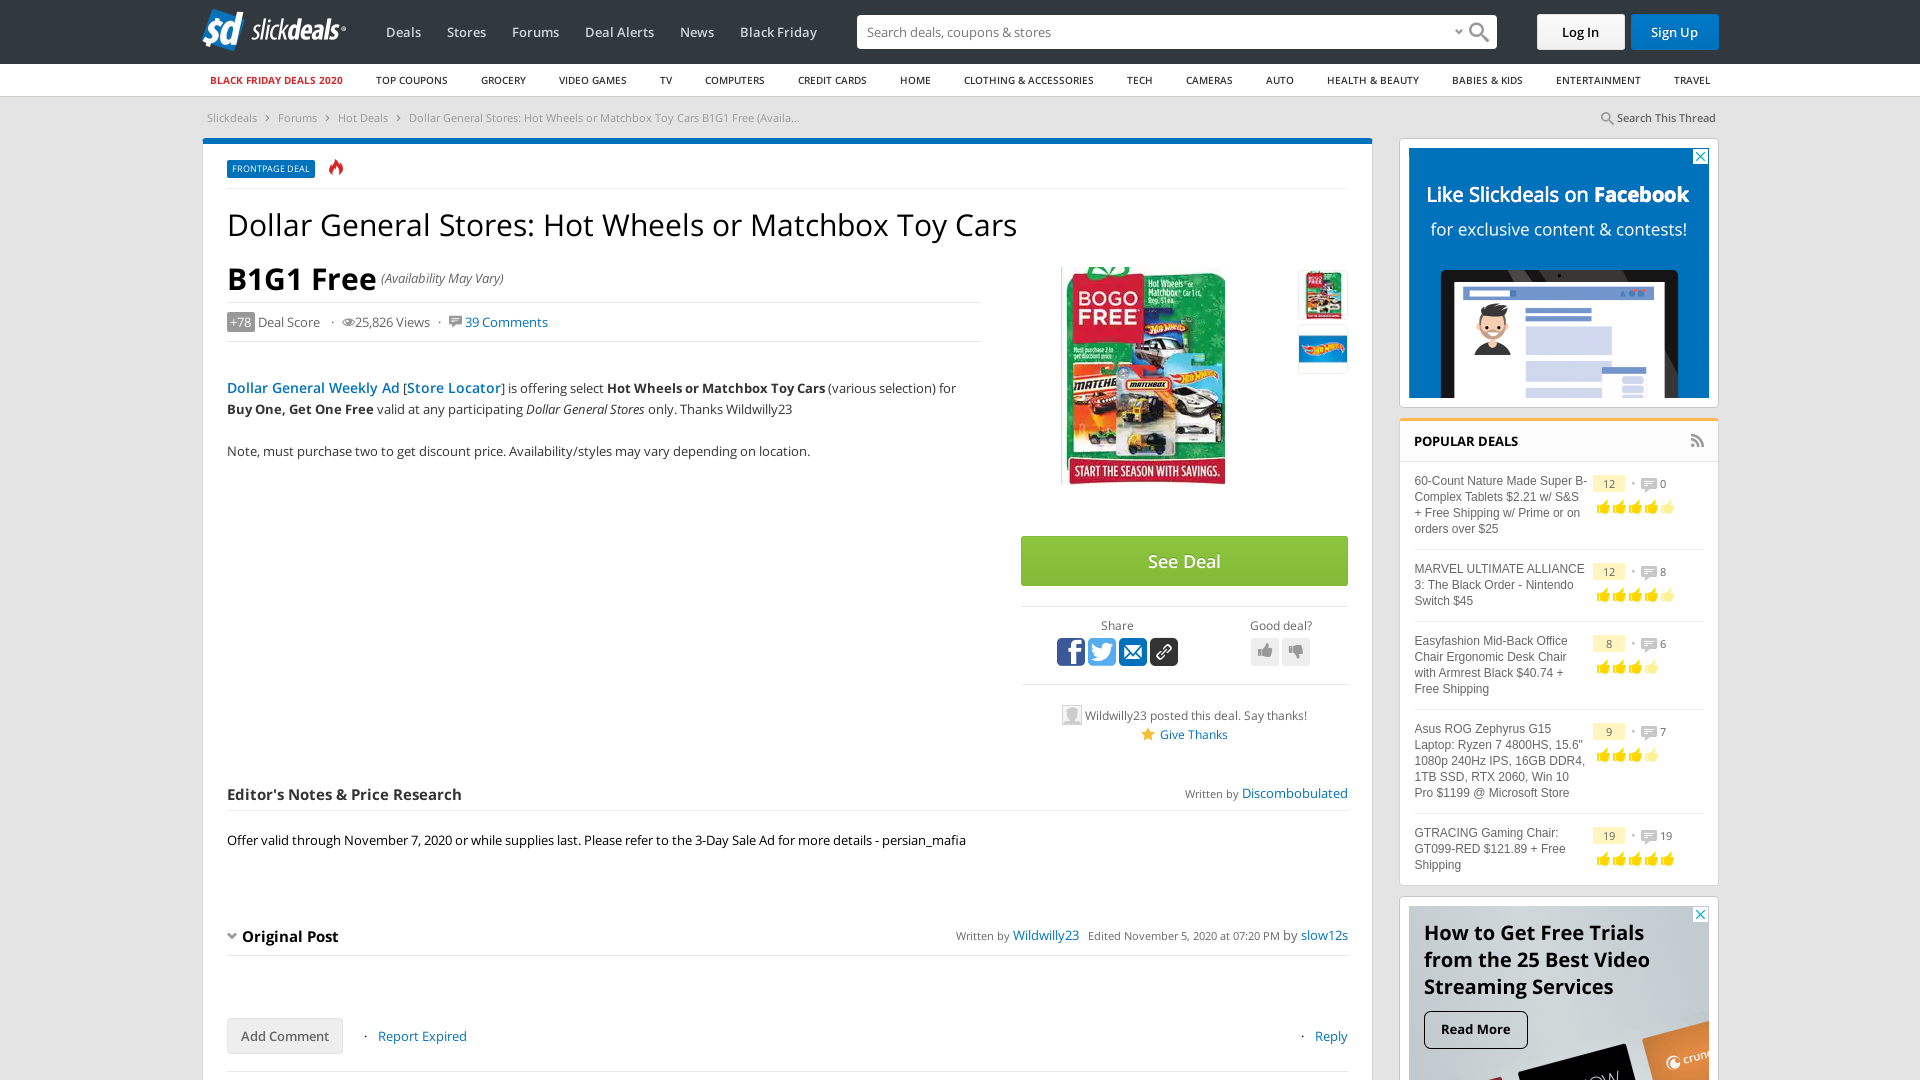 slickdeals
Deals Stores Forums Deal Alerts News Black Friday
Search deals, coupons & stores
Log In
Sign Up
BLACK FRIDAY DEALS 2020 TOP COUPONS GROCERY VIDEO GAMES TV COMPUTERS CREDIT CARDS HOME CLOTHING & ACCESSORIES TECH CAMERAS AUTO HEALTH & BEAUTY BABIES & KIDS ENTERTAINMENT TRAVEL
Slickdeals > Forums > Hot Deals > Dollar General Stores: Hot Wheels or Matchbox Toy Cars B1G1 Free (Availa...
Search This Thread
FRONTPAGE DEAL
Dollar General Stores: Hot Wheels or Matchbox Toy Cars
B1G1 Free (Availability May Vary)
+78 Deal Score · 25,826 Views · 39 Comments
Dollar General Weekly Ad [Store Locator] is offering select Hot Wheels or Matchbox Toy Cars (various selection) for
Buy One, Get One Free valid at any participating Dollar General Stores only. Thanks Wildwilly23
Note, must purchase two to get discount price. Availability/styles may vary depending on location.
BOGO
FREE
Hot Wheels® or
Matchbox® Car 1 ct.
Reg. $1 ea.
Must purchase 2 to
get discount price
HOT WHEELS
MATCHBOX
START THE SEASON WITH SAVINGS.
See Deal
Share
Good deal?
Wildwilly23 posted this deal. Say thanks!
Give Thanks
Editor's Notes & Price Research
Written by Discombobulated
Offer valid through November 7, 2020 or while supplies last. Please refer to the 3-Day Sale Ad for more details - persian_mafia
Original Post
Written by Wildwilly23 Edited November 5, 2020 at 07:20 PM by slow12s
Add Comment · Report Expired
· Reply
Like Slickdeals on Facebook
for exclusive content & contests!
POPULAR DEALS
60-Count Nature Made Super B-
Complex Tablets $2.21 w/ S&S
+ Free Shipping w/ Prime or on
orders over $25
12 • 0
MARVEL ULTIMATE ALLIANCE
3: The Black Order - Nintendo
Switch $45
12 • 8
Easyfashion Mid-Back Office
Chair Ergonomic Desk Chair
with Armrest Black $40.74 +
Free Shipping
8 • 6
Asus ROG Zephyrus G15
Laptop: Ryzen 7 4800HS, 15.6"
1080p 240Hz IPS, 16GB DDR4,
1TB SSD, RTX 2060, Win 10
Pro $1199 @ Microsoft Store
9 • 7
GTRACING Gaming Chair:
GT099-RED $121.89 + Free
Shipping
19 • 19
How to Get Free Trials
from the 25 Best Video
Streaming Services
Read More